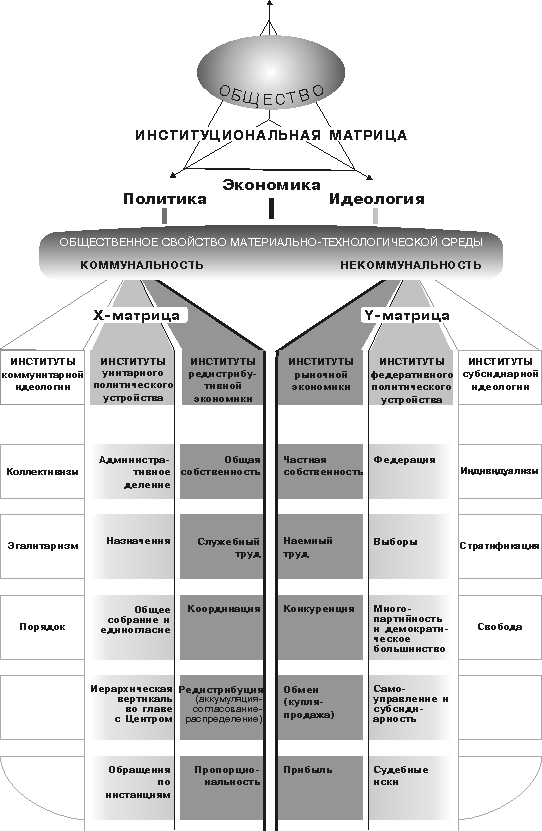 ОБЩЕСТВО
ИНСТИТУЦИОНАЛЬНАЯ МАТРИЦА
Экономика
Политика
Идеология
ОБЩЕСТВЕННОЕ СВОЙСТВО МАТЕРИАЛЬНО-ТЕХНОЛОГИЧЕСКОЙ СРЕДЫ
КОММУНАЛЬНОСТЬ
НЕКОММУНАЛЬНОСТЬ
X-матрица
Y-матрица
ИНСТИТУТЫ
коммунитарной
идеологии
ИНСТИТУТЫ
унитарного
политического
устройства
ИНСТИТУТЫ
редистрибу-
тивной
экономики
ИНСТИТУТЫ
рыночной
экономики
ИНСТИТУТЫ
федеративного
политического
устройства
ИНСТИТУТЫ
субсидиарной
идеологии
Коллективизм
Админист­ра-
тивное
деление
Общая
собственность
Частная
собственность
Федерация
Индивидуализм
Эгалитаризм
Назначения
Служебный
труд
Наемный
труд
Выборы
Стратификация
Порядок
Общее
собрание и
единогласие
Координация
Конкуренция
Много-
партийность
и демократи-
ческое
большинство
Свобода
Иерархическая
вертикаль
во главе
с Центром
Редистрибуция
(аккумуляция-
согласование-
распределение)
Обмен
(купля-
продажа)
Само-
управление и
субсиди-
арность
Обращения
по
инстанциям
Пропорцио-
нальность
Прибыль
Судебные
иски